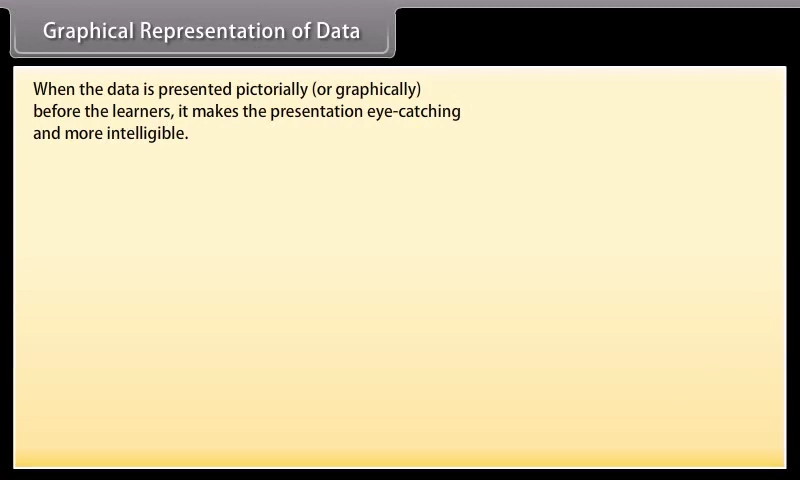 Graphical Representation of Data
When the data is presented pictorially (or graphically)
before the learners, it makes the presentation eye-catching
and more intelligible.